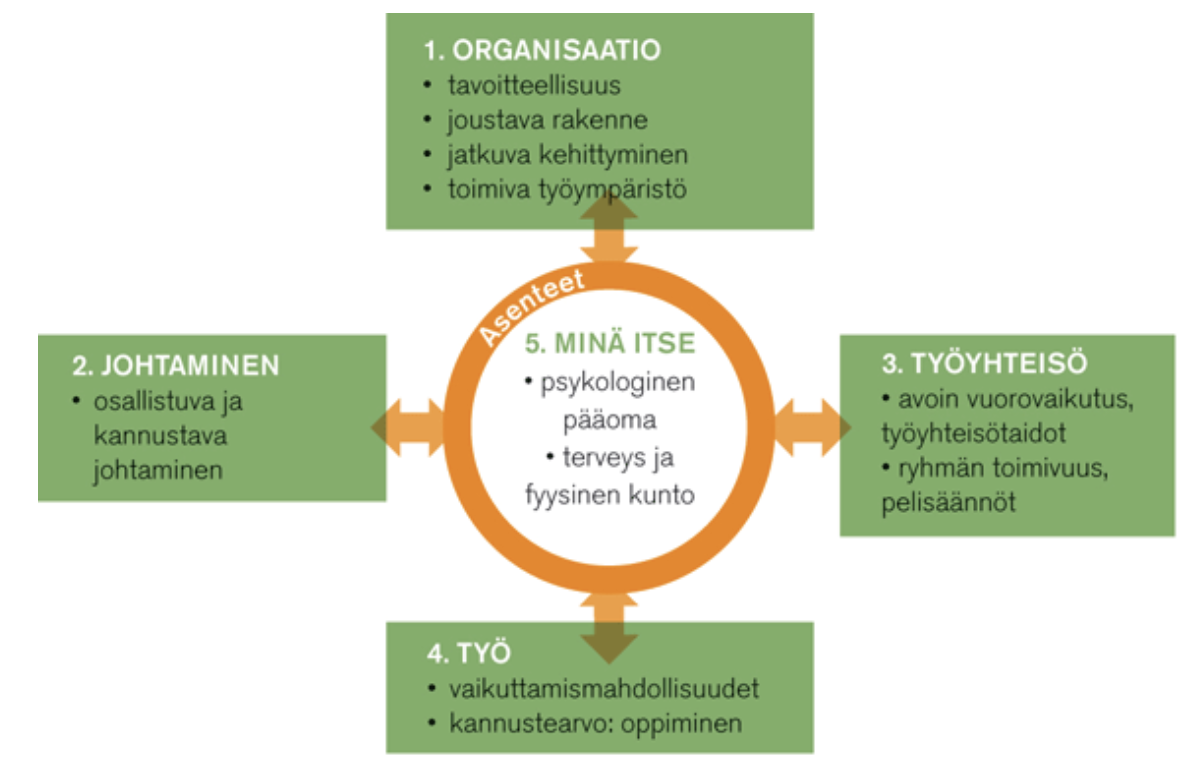 1. ORGANISAATIO
• tavoitteellisuus
• joustava rakenne
• jatkuva kehittyminen
• toimiva työympäristö
Asenteet
5. MINÄ ITSE
• psykologinen
pääoma
• terveys ja
fyysinen kunto
2. JOHTAMINEN
• osallistuva ja
kannustava
johtaminen
3. TYÖYHTEISÖ
• avoin vuorovaikutus,
työyhteisötaidot
• ryhmän toimivuus,
pelisäännöt
4. TYÖ
• vaikuttamismahdollisuudet
• kannustearvo: oppiminen